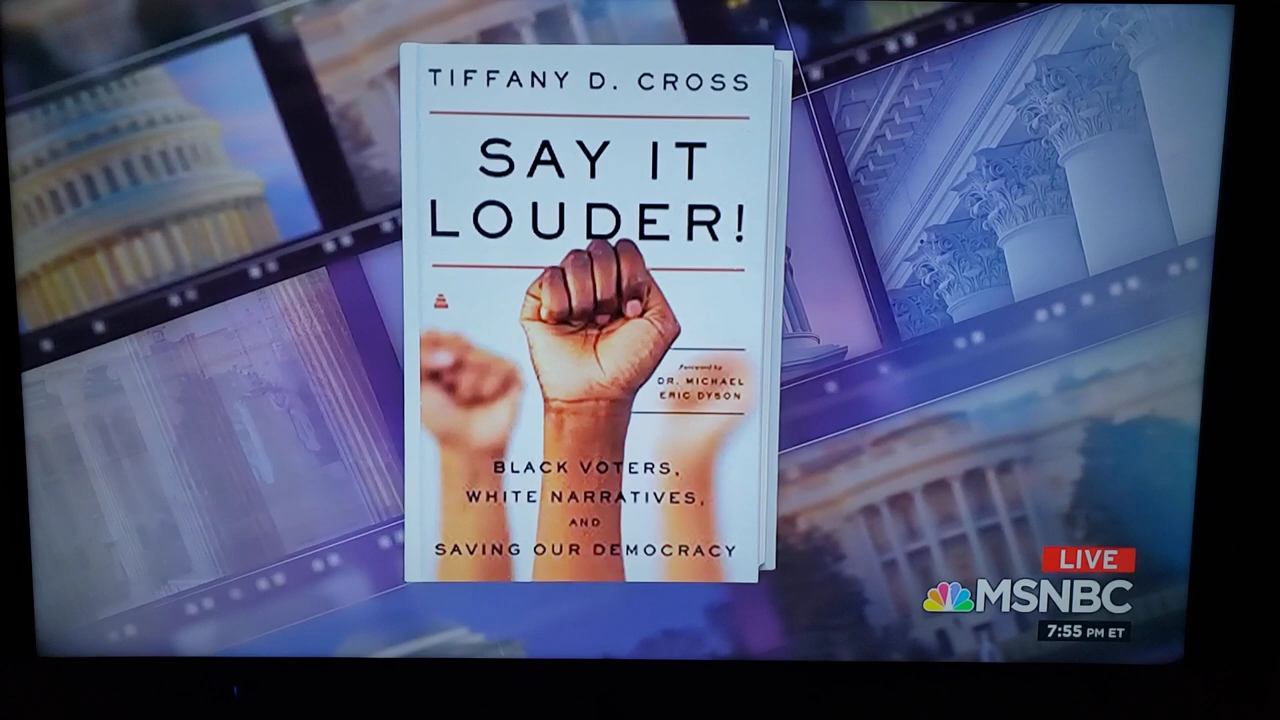 TIFFANY D. CROSS
SAY IT
LOUDER!
Foreword by
DR. MICHAEL
ERIC DYSON
BLACK VOTERS,
WHITE NARRATIVES,
AND
SAVING OUR DEMOCRACY
LIVE
MSNBC
7:55 PM ET